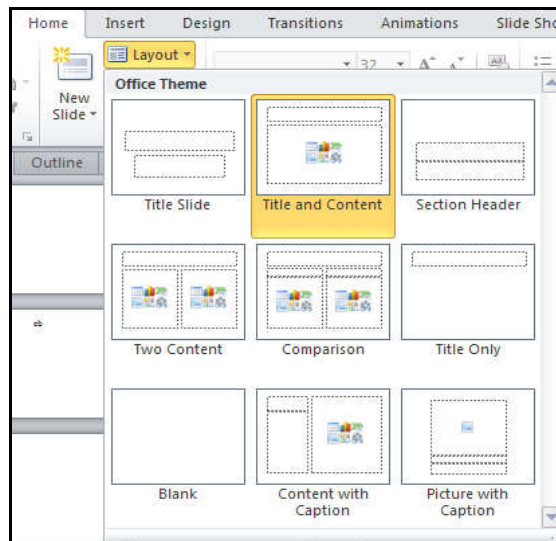 Home Insert Design Transitions Animations Slide Sho
Layout
32
New
Slide
Office Theme
Outline
Title Slide Title and Content Section Header
Two Content Comparison Title Only
Blank Content with Caption Picture with Caption